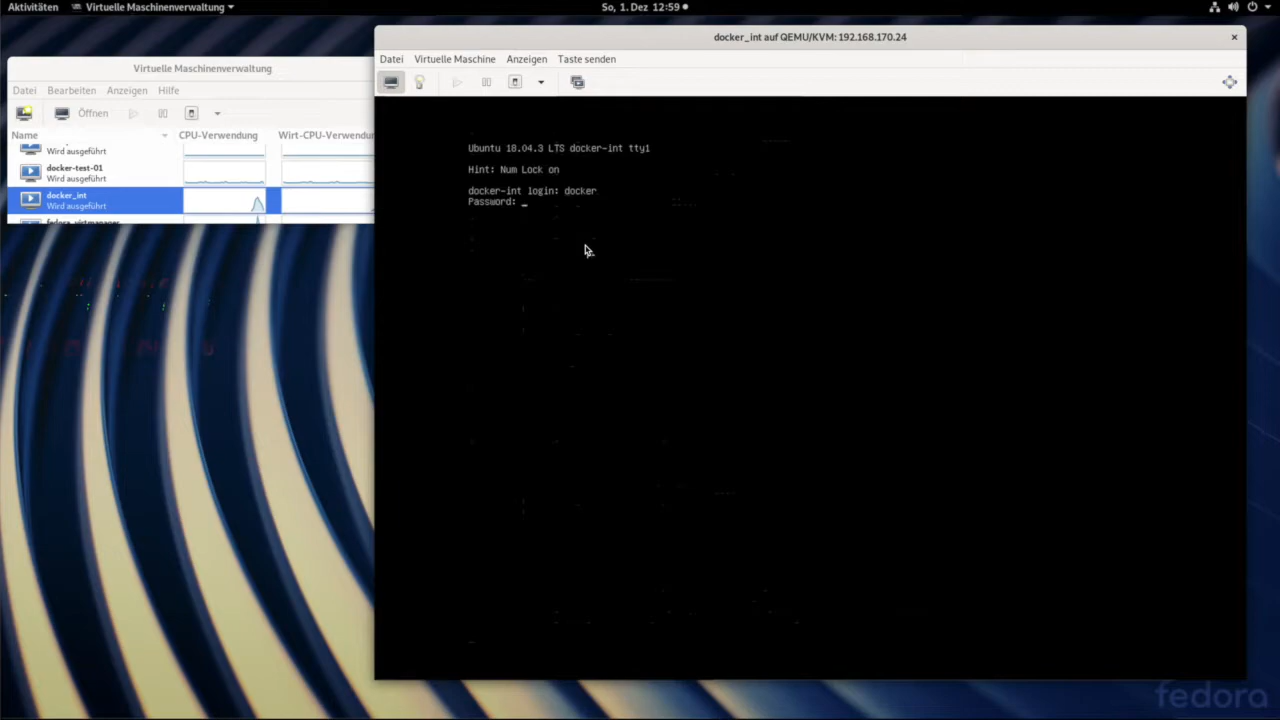 Aktivitäten
Virtuelle Maschinenverwaltung
So, 1. Dez 12:59
docker_int auf QEMU/KVM: 192.168.170.24
Datei Virtuelle Maschine Anzeigen Taste senden
Virtuelle Maschinenverwaltung
Datei Bearbeiten Anzeigen Hilfe
Öffnen
Name CPU-Verwendung Wirt-CPU-Verwendung
Wird ausgeführt
docker-test-01
Wird ausgeführt
docker_int
Wird ausgeführt
Ubuntu 18.04.3 LTS docker-int tty1
Hint: Num Lock on
docker-int login: docker
Password: _
fedora